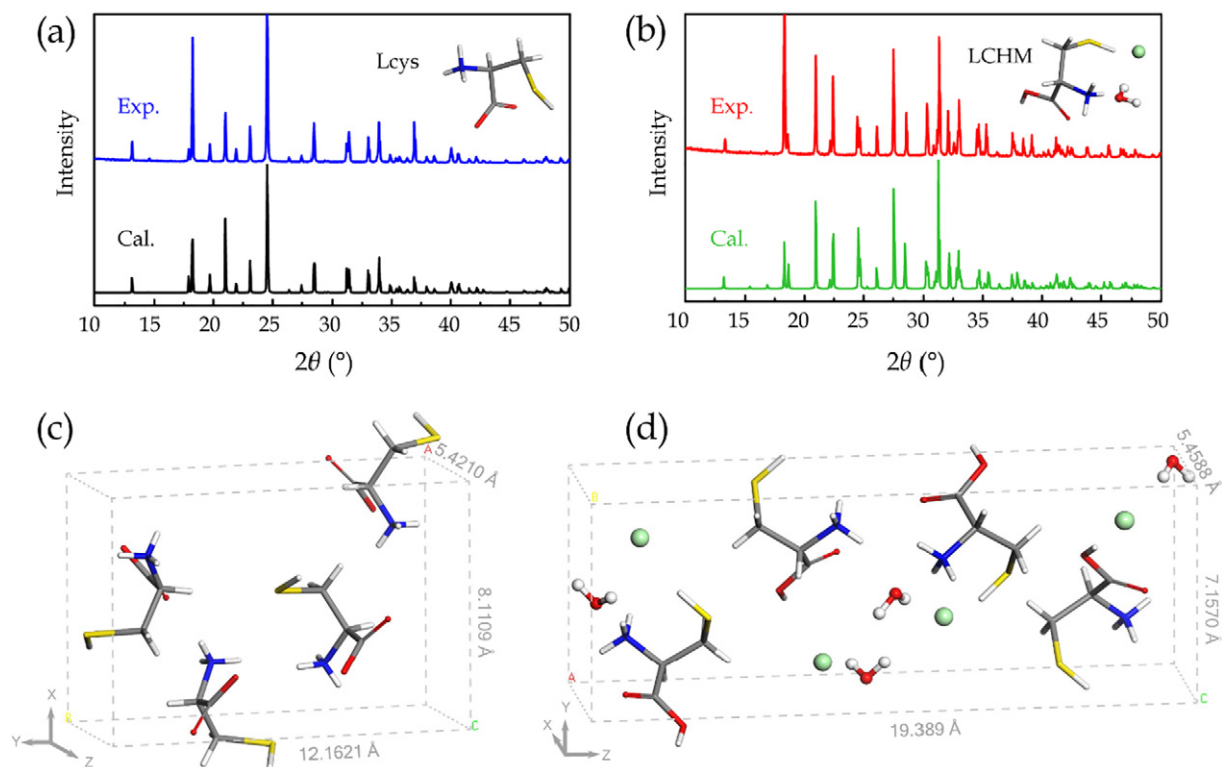 (a)
Intensity
Lcys
Exp.
Cal.
10 15 20 25 30 35 40 45 50
2θ (°)
(b)
Intensity
LCHM
Exp.
Cal.
10 15 20 25 30 35 40 45 50
2θ (°)
(c)
A
5.4210 Å
8.1109 Å
12.1621 Å
C
X
Y
Z
(d)
B
A
C
5.4588 Å
7.1570 Å
19.389 Å
Y
X
Z